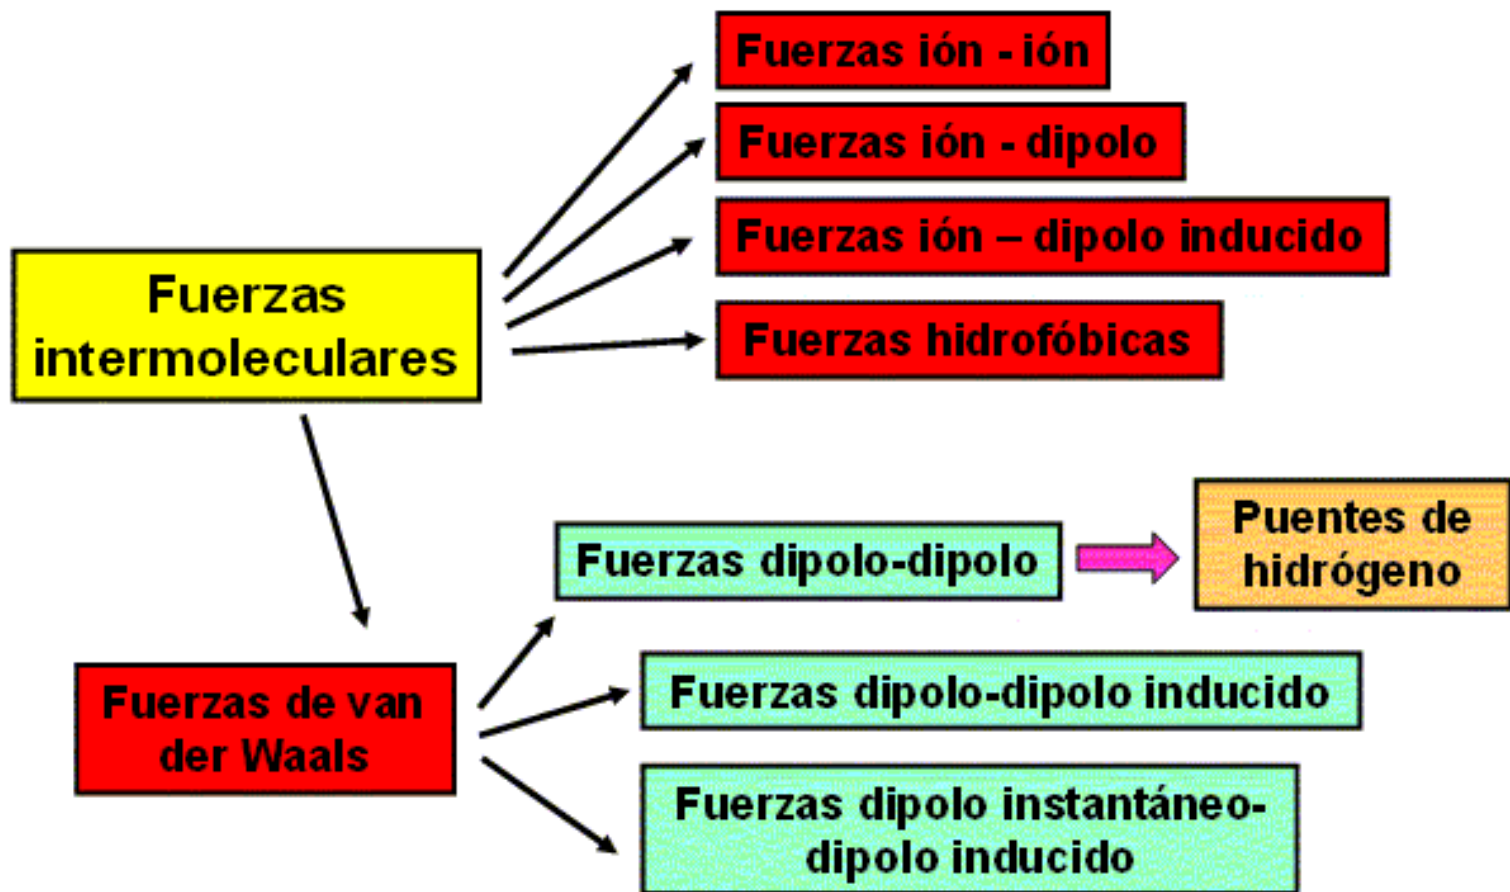 Fuerzas ión - ión
Fuerzas ión - dipolo
Fuerzas ión – dipolo inducido
Fuerzas hidrofóbicas
Fuerzas
intermoleculares
Fuerzas dipolo-dipolo
Puentes de
hidrógeno
Fuerzas de van
der Waals
Fuerzas dipolo-dipolo inducido
Fuerzas dipolo instantáneo-
dipolo inducido